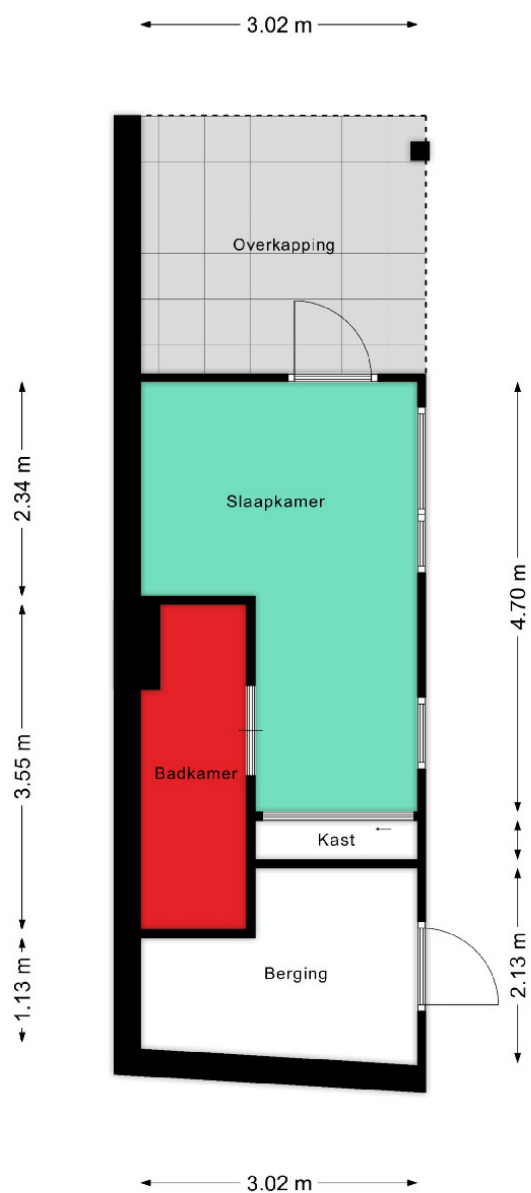 3.02 m
Overkapping
2.34 m
Slaapkamer
4.70 m
3.55 m
Badkamer
Kast
1.13 m
Berging
2.13 m
3.02 m